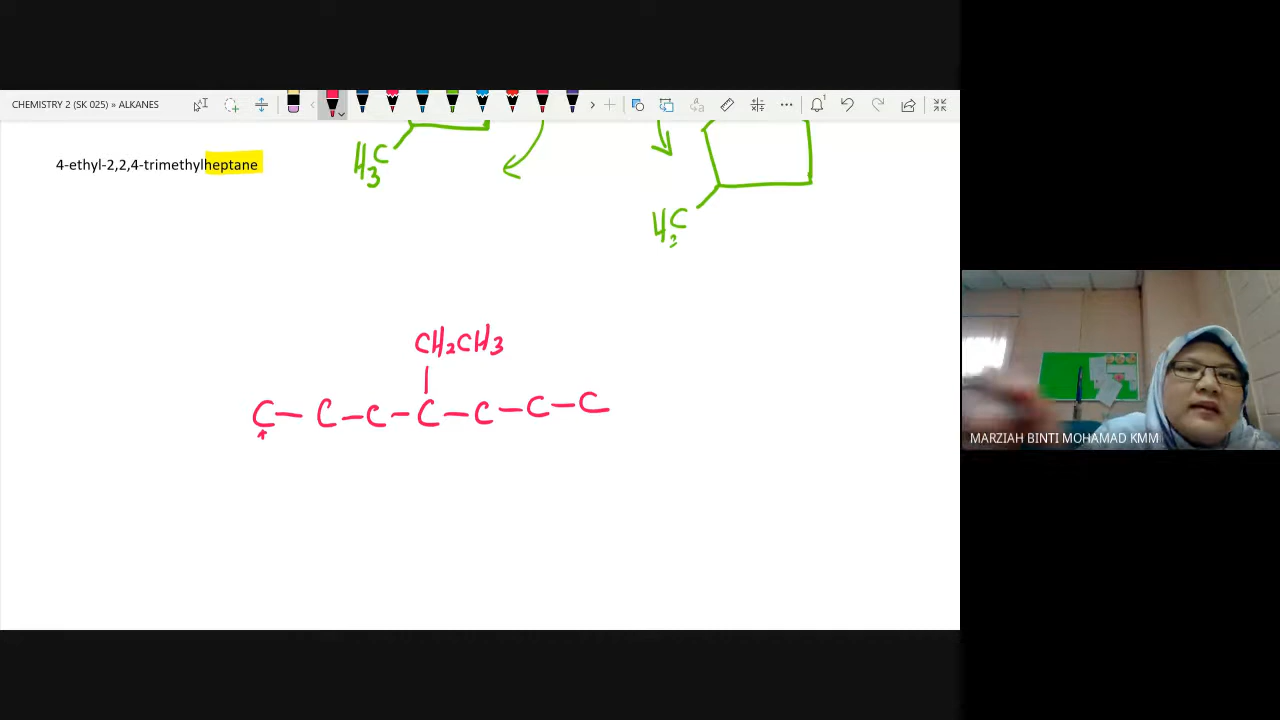 CHEMISTRY 2 (SK 025) » ALKANES
4-ethyl-2,2,4-trimethylheptane
H3C
H3C
CH2CH3
C — C — C — C — C — C — C
MARZIAH BINTI MOHAMAD KMM